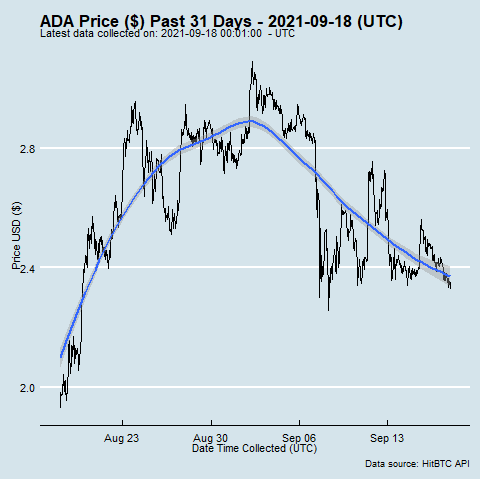 ADA Price ($) Past 31 Days - 2021-09-18 (UTC)
Latest data collected on: 2021-09-18 00:01:00 - UTC
Price USD ($)
2.8
2.4
2.0
Aug 23 Aug 30 Sep 06 Sep 13
Date Time Collected (UTC)
Data source: HitBTC API